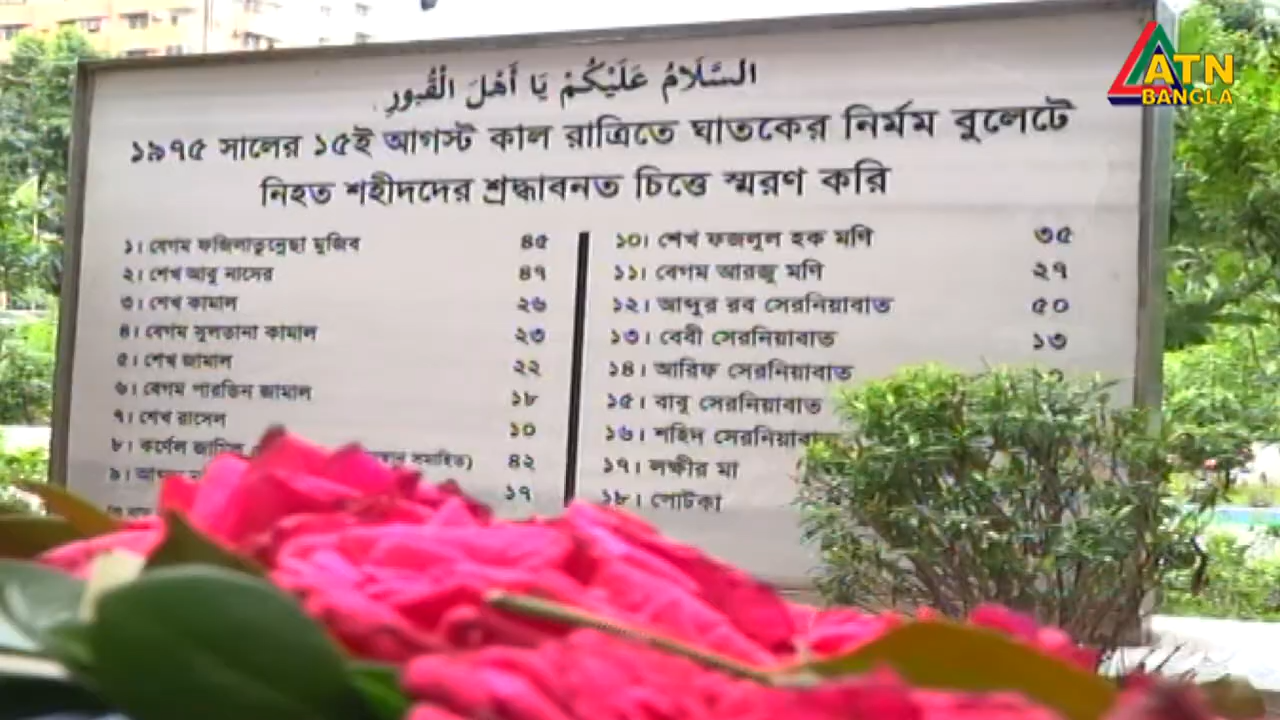 ATN
BANGLA
السَّلَامُ عَلَيْكُمْ يَا أَهْلَ الْقُبُورِ
১৯৭৫ সালের ১৫ই আগস্ট কাল রাত্রিতে ঘাতকের নির্মম বুলেটে
নিহত শহীদদের শ্রদ্ধাবনত চিত্তে স্মরণ করি
১। বেগম ফজিলাতুন্নেছা মুজিব ৪৫
২। শেখ আবু নাসের ৪৭
৩। শেখ কামাল ২৬
৪। বেগম সুলতানা কামাল ২৩
৫। শেখ জামাল ২২
৬। বেগম পারভিন জামাল ১৮
৭। শেখ রাসেল ১০
৮। কর্ণেল জামিল সমাহিত) ৪২
৯। ১৭
১০। শেখ ফজলুল হক মণি ৩৫
১১। বেগম আরজু মণি ২৭
১২। আব্দুর রব সেরনিয়াবাত ৫০
১৩। বেবী সেরনিয়াবাত ১৩
১৪। আরিফ সেরনিয়াবাত
১৫। বাবু সেরনিয়াবাত
১৬। শহিদ সেরনিয়াবাত
১৭। লক্ষীর মা
১৮। পোটকা